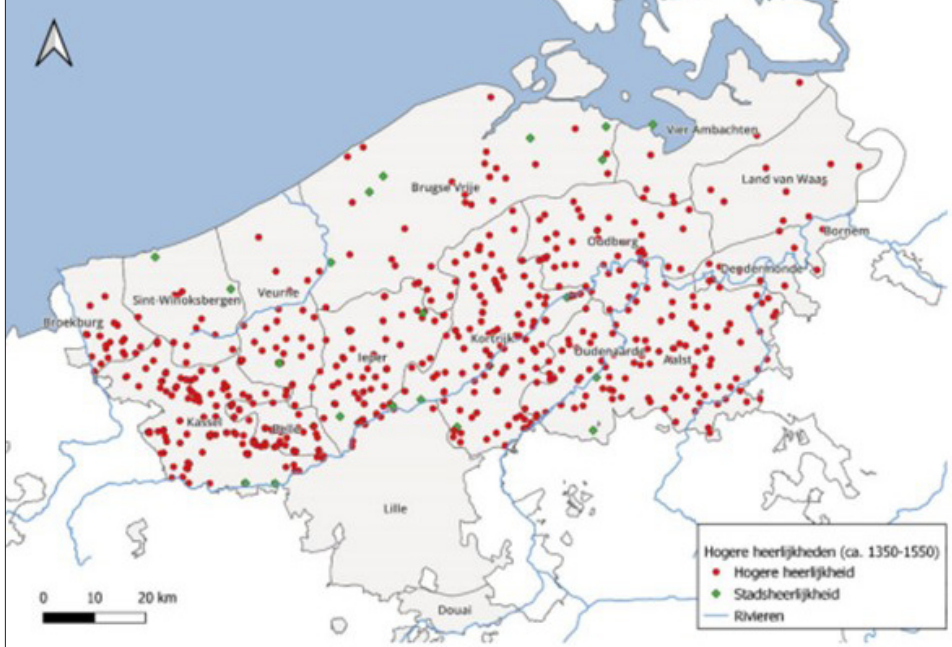 Vier Ambachten
Land van Waas
Brugse Vrije
Bornem
Oudburg
Dendermonde
Sint-Winoksbergen
Veurne
Broekburg
Kortrijk
Ieper
Oudenaarde
Aalst
Kassel
Belle
Lille
Douai
Hogere heerlijkheden (ca. 1350-1550)
Hogere heerlijkheid
Stadsheerlijkheid
Rivieren
0 10 20 km